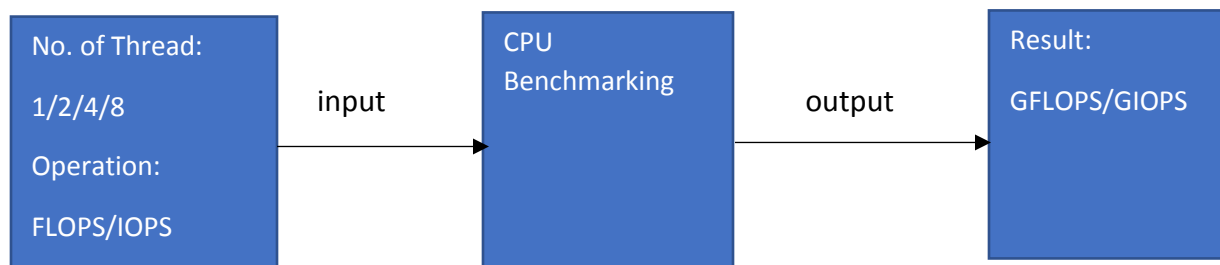 No. of Thread:
1/2/4/8
Operation:
FLOPS/IOPS
input
CPU
Benchmarking
output
Result:
GFLOPS/GIOPS